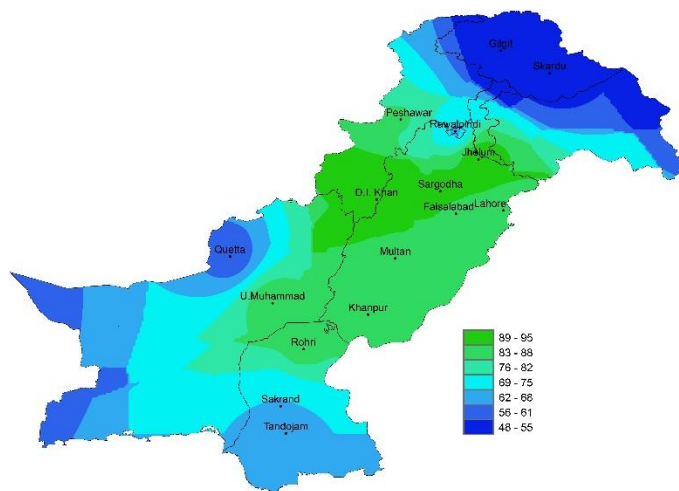 Gilgit
Skardu
Peshawar
Rawalpindi
Jhelum
D.I. Khan
Sargodha
Faisalabad
Lahore
Quetta
Multan
U.Muhammad
Khanpur
Rohri
Sakrand
Tandojam
89 - 95
83 - 88
76 - 82
69 - 75
62 - 68
56 - 61
48 - 55